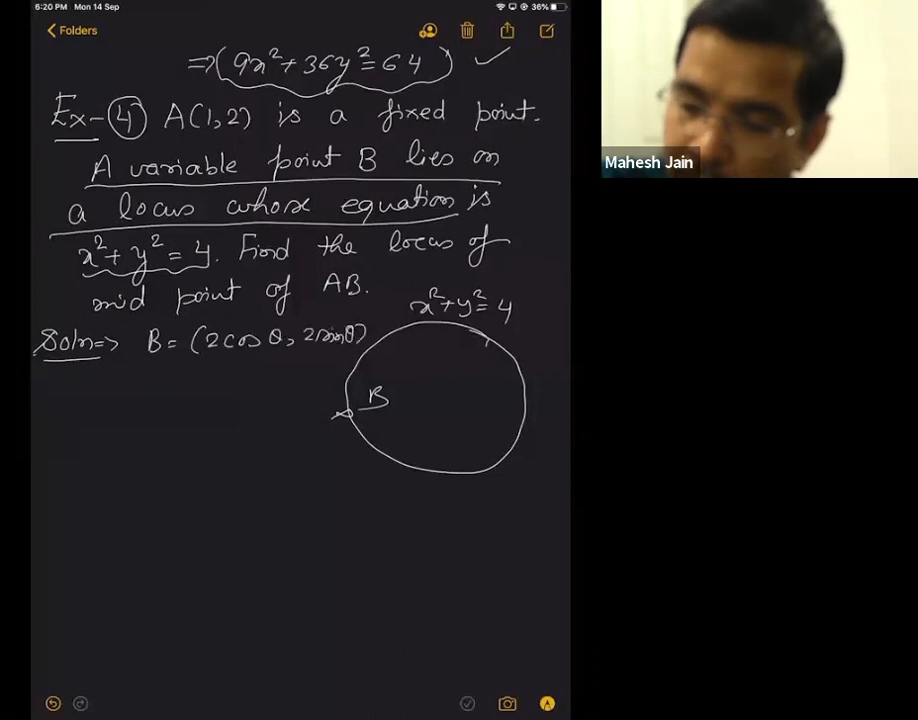 6:20 PM Mon 14 Sep
36%
Folders
⇒ (9x² + 36y² = 64) ✓
Ex-④ A(1,2) is a fixed point.
A variable point B lies on
a locus whose equation is
x² + y² = 4. Find the locus of
mid point of AB.
x² + y² = 4
Soln⇒ B = (2cos θ, 2sinθ)
B
Mahesh Jain